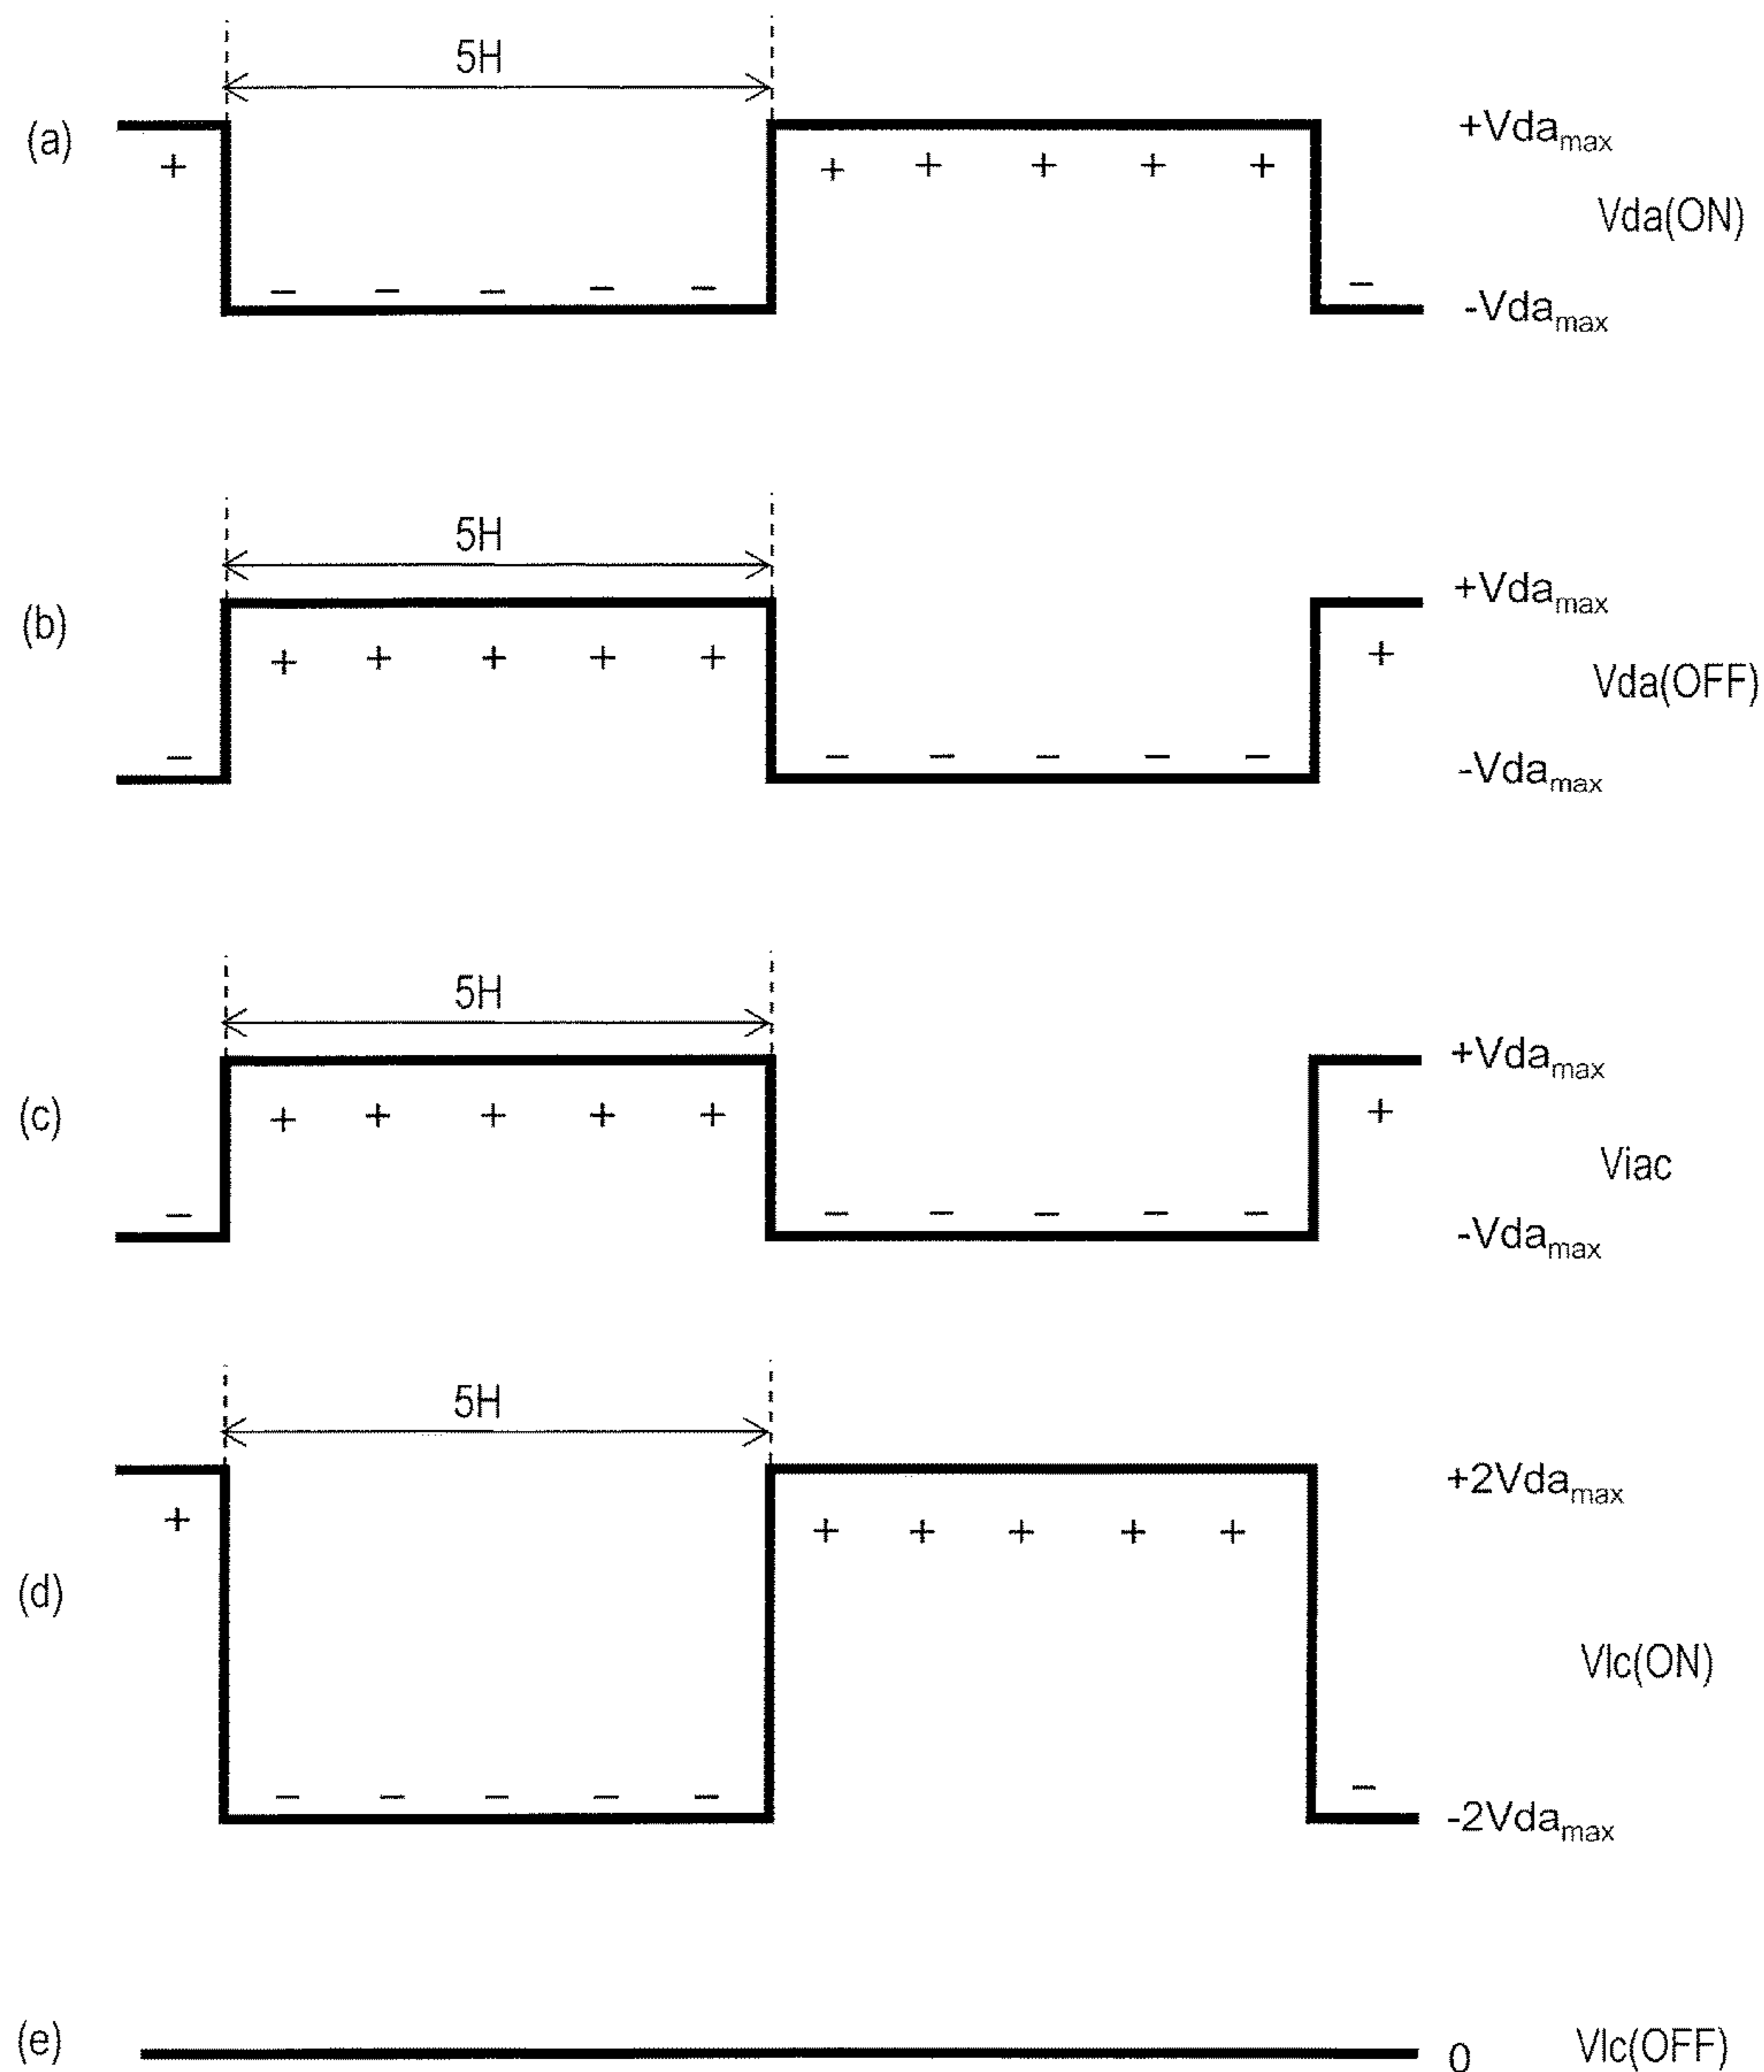 5H
(a)
+Vdamax
+
+ + + + +
Vda(ON)
− − − − −
−
-Vdamax
5H
(b)
+Vdamax
+ + + + +
+
Vda(OFF)
−
− − − − −
-Vdamax
5H
(c)
+Vdamax
+ + + + +
+
Viac
−
− − − − −
-Vdamax
5H
+2Vdamax
+
+ + + + +
(d)
Vlc(ON)
− − − − −
−
-2Vdamax
(e)
0
Vlc(OFF)